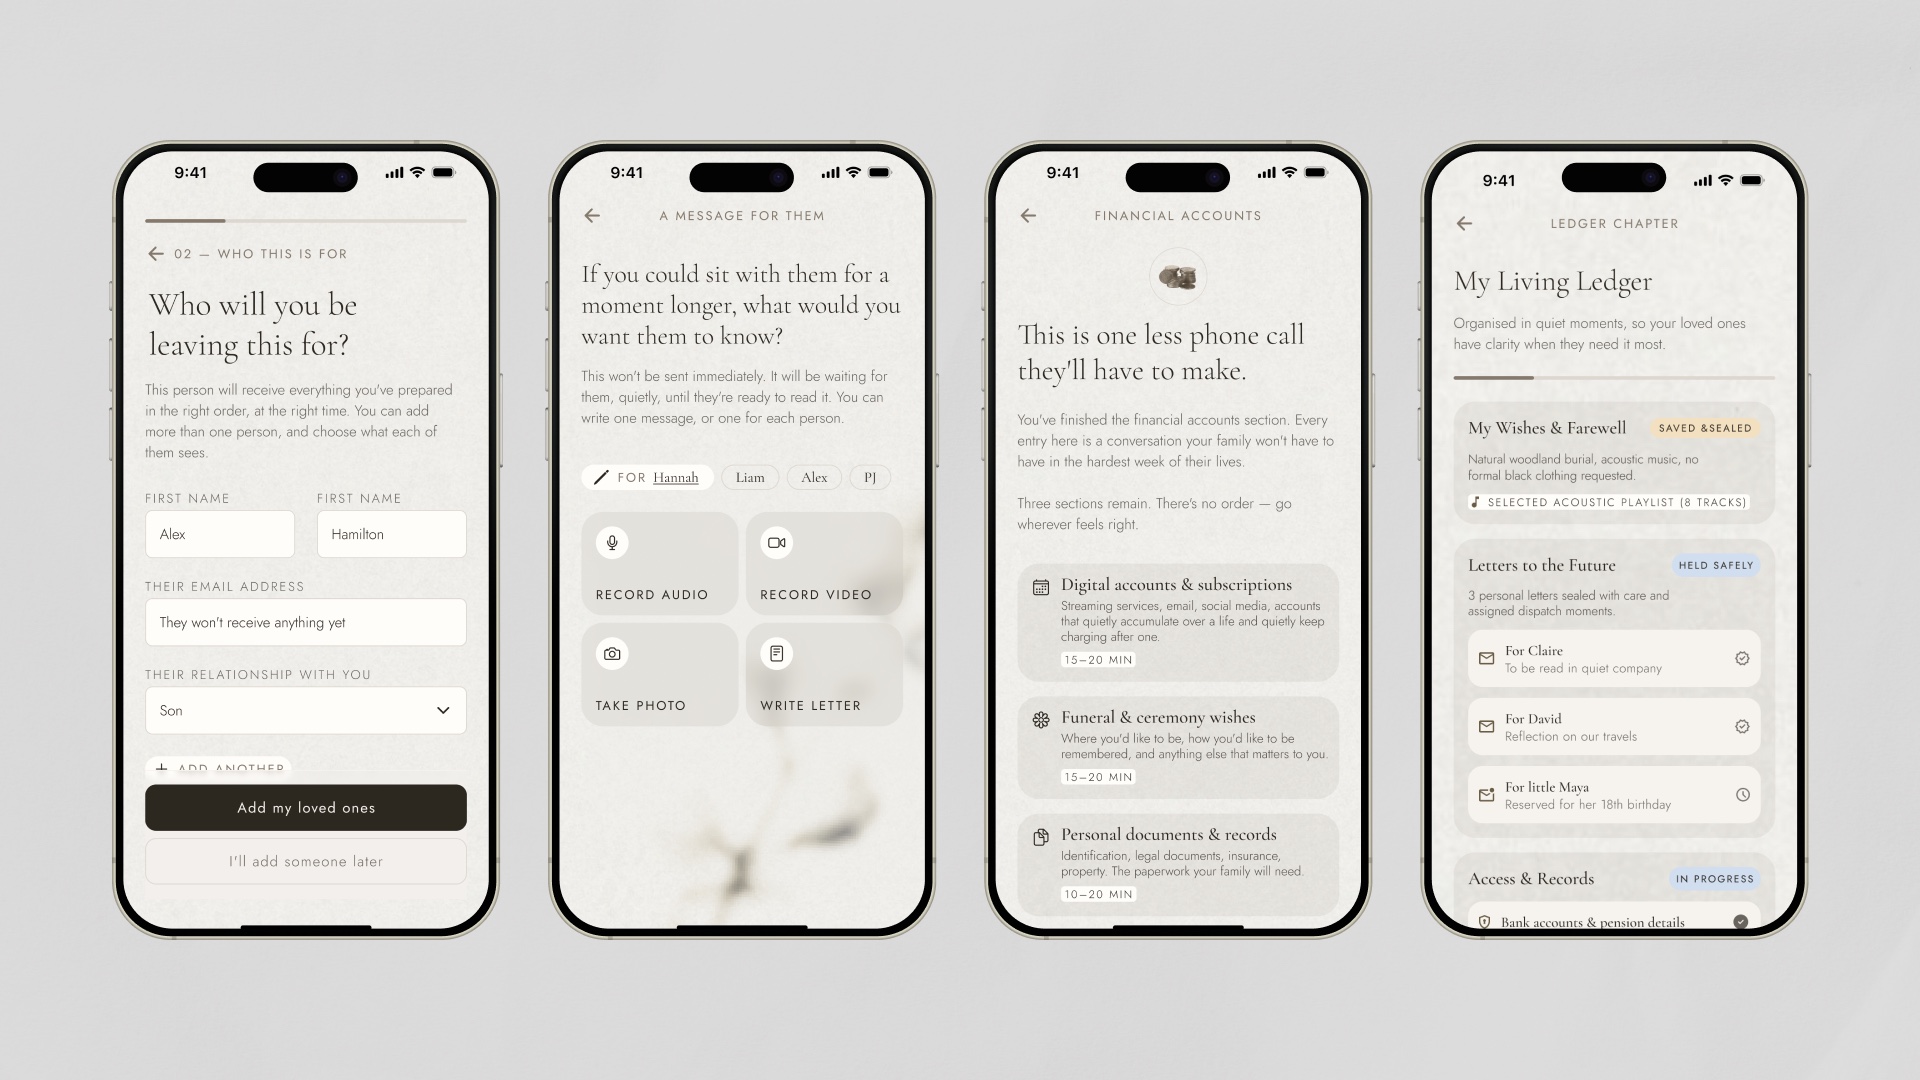 9:41
02 — WHO THIS IS FOR
Who will you be
leaving this for?
This person will receive everything you've prepared
in the right order, at the right time. You can add
more than one person, and choose what each of
them sees.
FIRST NAME
FIRST NAME
Alex
Hamilton
THEIR EMAIL ADDRESS
They won't receive anything yet
THEIR RELATIONSHIP WITH YOU
Son
+ ADD ANOTHER
Add my loved ones
I'll add someone later
9:41
A MESSAGE FOR THEM
If you could sit with them for a
moment longer, what would you
want them to know?
This won't be sent immediately. It will be waiting for
them, quietly, until they're ready to read it. You can
write one message, or one for each person.
FOR Hannah
Liam
Alex
PJ
RECORD AUDIO
RECORD VIDEO
TAKE PHOTO
WRITE LETTER
9:41
FINANCIAL ACCOUNTS
This is one less phone call
they'll have to make.
You've finished the financial accounts section. Every
entry here is a conversation your family won't have to
have in the hardest week of their lives.
Three sections remain. There's no order — go
wherever feels right.
Digital accounts & subscriptions
Streaming services, email, social media, accounts
that quietly accumulate over a life and quietly keep
charging after one.
15–20 MIN
Funeral & ceremony wishes
Where you'd like to be, how you'd like to be
remembered, and anything else that matters to you.
15–20 MIN
Personal documents & records
Identification, legal documents, insurance,
property. The paperwork your family will need.
10–20 MIN
9:41
LEDGER CHAPTER
My Living Ledger
Organised in quiet moments, so your loved ones
have clarity when they need it most.
My Wishes & Farewell
SAVED &SEALED
Natural woodland burial, acoustic music, no
formal black clothing requested.
SELECTED ACOUSTIC PLAYLIST (8 TRACKS)
Letters to the Future
HELD SAFELY
3 personal letters sealed with care and
assigned dispatch moments.
For Claire
To be read in quiet company
For David
Reflection on our travels
For little Maya
Reserved for her 18th birthday
Access & Records
IN PROGRESS
Bank accounts & pension details